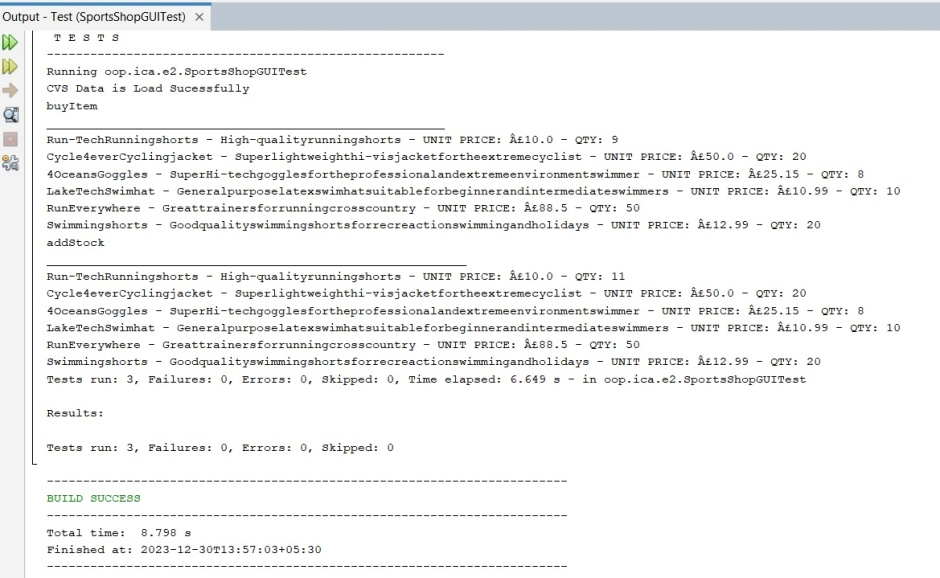 Output - Test (SportsShopGUITest) ×
T E S T S
-------------------------------------------------------
Running oop.ica.e2.SportsShopGUITest
CVS Data is Load Sucessfully
buyItem
_______________________________________________________
Run-TechRunningshorts - High-qualityrunningshorts - UNIT PRICE: Â£10.0 - QTY: 9
Cycle4everCyclingjacket - Superlightweighthi-visjacketfortheextremecyclist - UNIT PRICE: Â£50.0 - QTY: 20
4OceansGoggles - SuperHi-techgogglesfortheprofessionalandextremeenvironmentswimmer - UNIT PRICE: Â£25.15 - QTY: 8
LakeTechSwimhat - Generalpurposelatexswimhatsuitableforbeginnerandintermediateswimmers - UNIT PRICE: Â£10.99 - QTY: 10
RunEverywhere - Greattrainersforrunningcrosscountry - UNIT PRICE: Â£88.5 - QTY: 50
Swimmingshorts - Goodqualityswimmingshortsforrecreactionswimmingandholidays - UNIT PRICE: Â£12.99 - QTY: 20
addStock
__________________________________________________________
Run-TechRunningshorts - High-qualityrunningshorts - UNIT PRICE: Â£10.0 - QTY: 11
Cycle4everCyclingjacket - Superlightweighthi-visjacketfortheextremecyclist - UNIT PRICE: Â£50.0 - QTY: 20
4OceansGoggles - SuperHi-techgogglesfortheprofessionalandextremeenvironmentswimmer - UNIT PRICE: Â£25.15 - QTY: 8
LakeTechSwimhat - Generalpurposelatexswimhatsuitableforbeginnerandintermediateswimmers - UNIT PRICE: Â£10.99 - QTY: 10
RunEverywhere - Greattrainersforrunningcrosscountry - UNIT PRICE: Â£88.5 - QTY: 50
Swimmingshorts - Goodqualityswimmingshortsforrecreactionswimmingandholidays - UNIT PRICE: Â£12.99 - QTY: 20
Tests run: 3, Failures: 0, Errors: 0, Skipped: 0, Time elapsed: 6.649 s - in oop.ica.e2.SportsShopGUITest
Results:
Tests run: 3, Failures: 0, Errors: 0, Skipped: 0
------------------------------------------------------------------------
BUILD SUCCESS
------------------------------------------------------------------------
Total time:  8.798 s
Finished at: 2023-12-30T13:57:03+05:30
------------------------------------------------------------------------